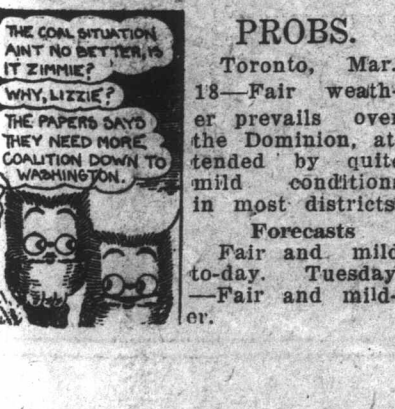 THE COAL SITUATION
AINT NO BETTER, IS
IT ZIMMIE?
WHY, LIZZIE?
THE PAPERS SAYS
THEY NEED MORE
COALITION DOWN TO
WASHINGTON.
PROBS.
Toronto, Mar.
18—Fair weath-
er prevails over
the Dominion, at
tended by quite
mild conditions
in most districts
Forecasts
Fair and mild
to-day. Tuesday
—Fair and mild-
er.